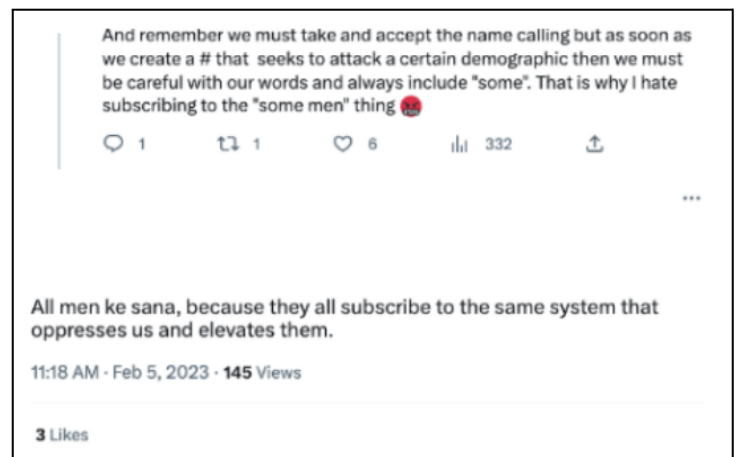 And remember we must take and accept the name calling but as soon as
we create a # that seeks to attack a certain demographic then we must
be careful with our words and always include "some". That is why I hate
subscribing to the "some men" thing 🤬
1 1 6 332
...
All men ke sana, because they all subscribe to the same system that
oppresses us and elevates them.
11:18 AM · Feb 5, 2023 · 145 Views
3 Likes